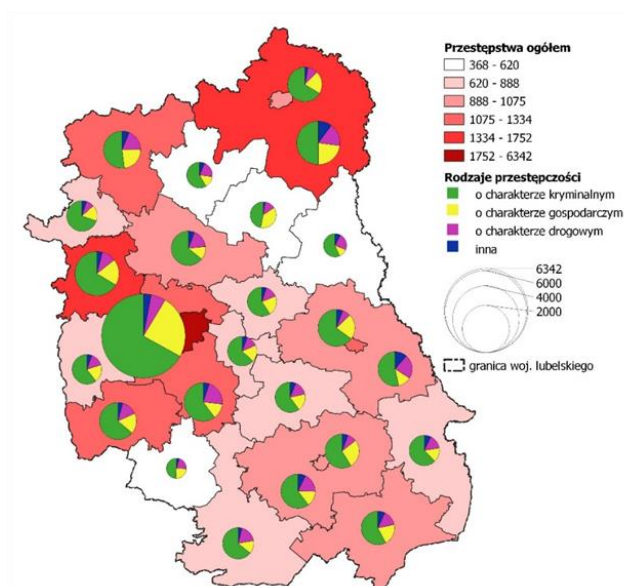 Przestępstwa ogółem
368 - 620
620 - 888
888 - 1075
1075 - 1334
1334 - 1752
1752 - 6342
Rodzaje przestępczości
o charakterze kryminalnym
o charakterze gospodarczym
o charakterze drogowym
inna
6342
6000
4000
2000
granica woj. lubelskiego